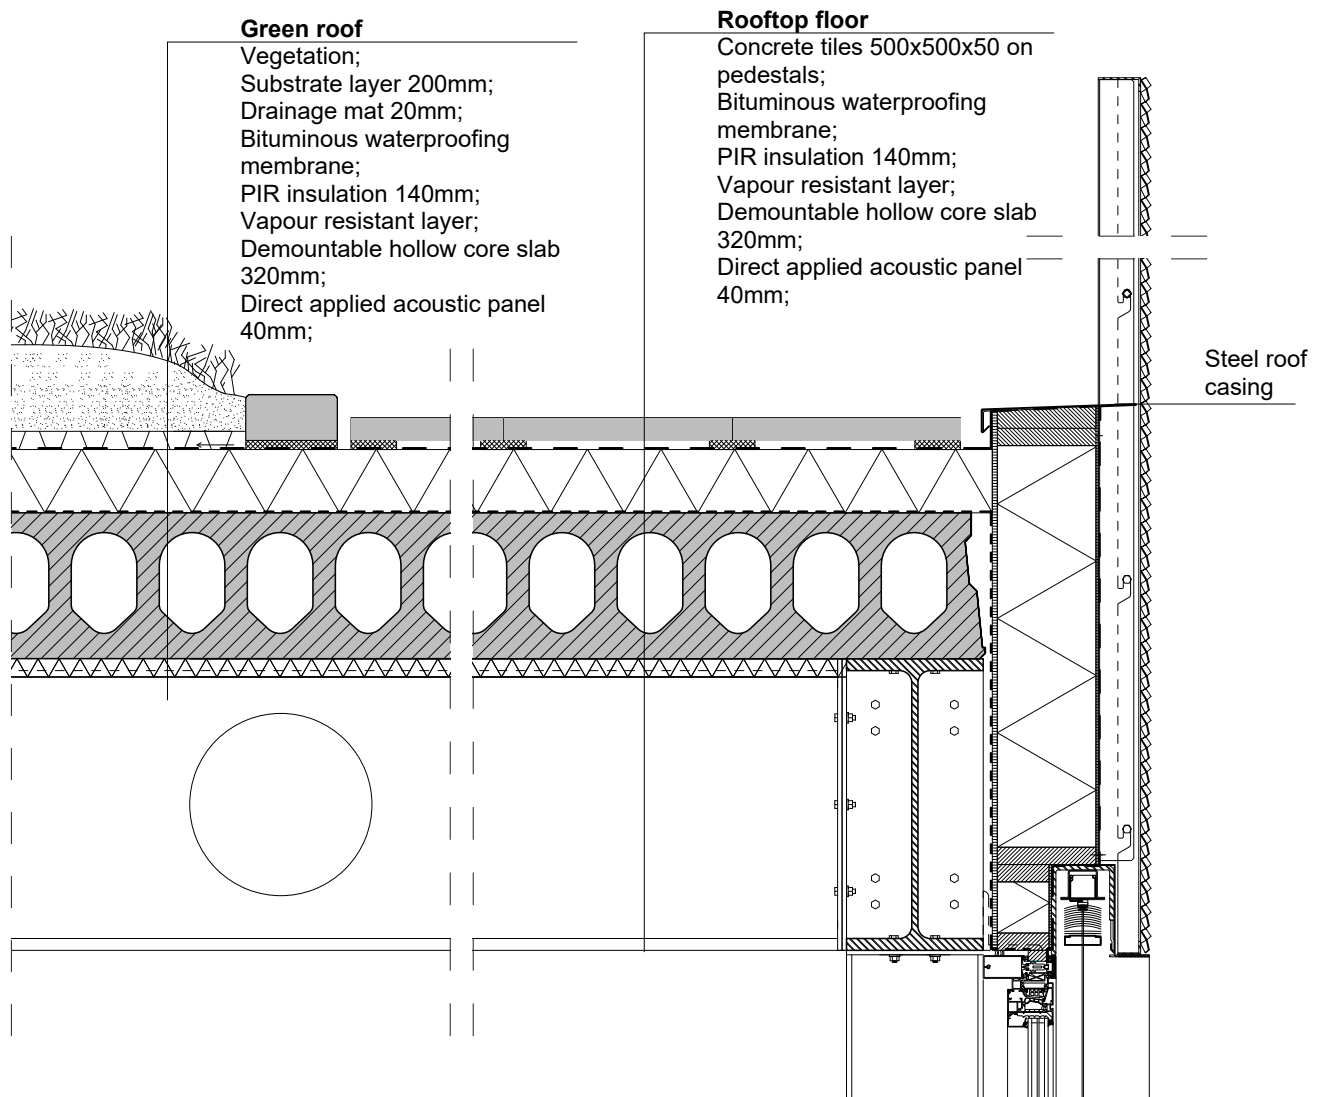 Green roof
Vegetation;
Substrate layer 200mm;
Drainage mat 20mm;
Bituminous waterproofing
membrane;
PIR insulation 140mm;
Vapour resistant layer;
Demountable hollow core slab
320mm;
Direct applied acoustic panel
40mm;
Rooftop floor
Concrete tiles 500x500x50 on
pedestals;
Bituminous waterproofing
membrane;
PIR insulation 140mm;
Vapour resistant layer;
Demountable hollow core slab
320mm;
Direct applied acoustic panel
40mm;
Steel roof
casing